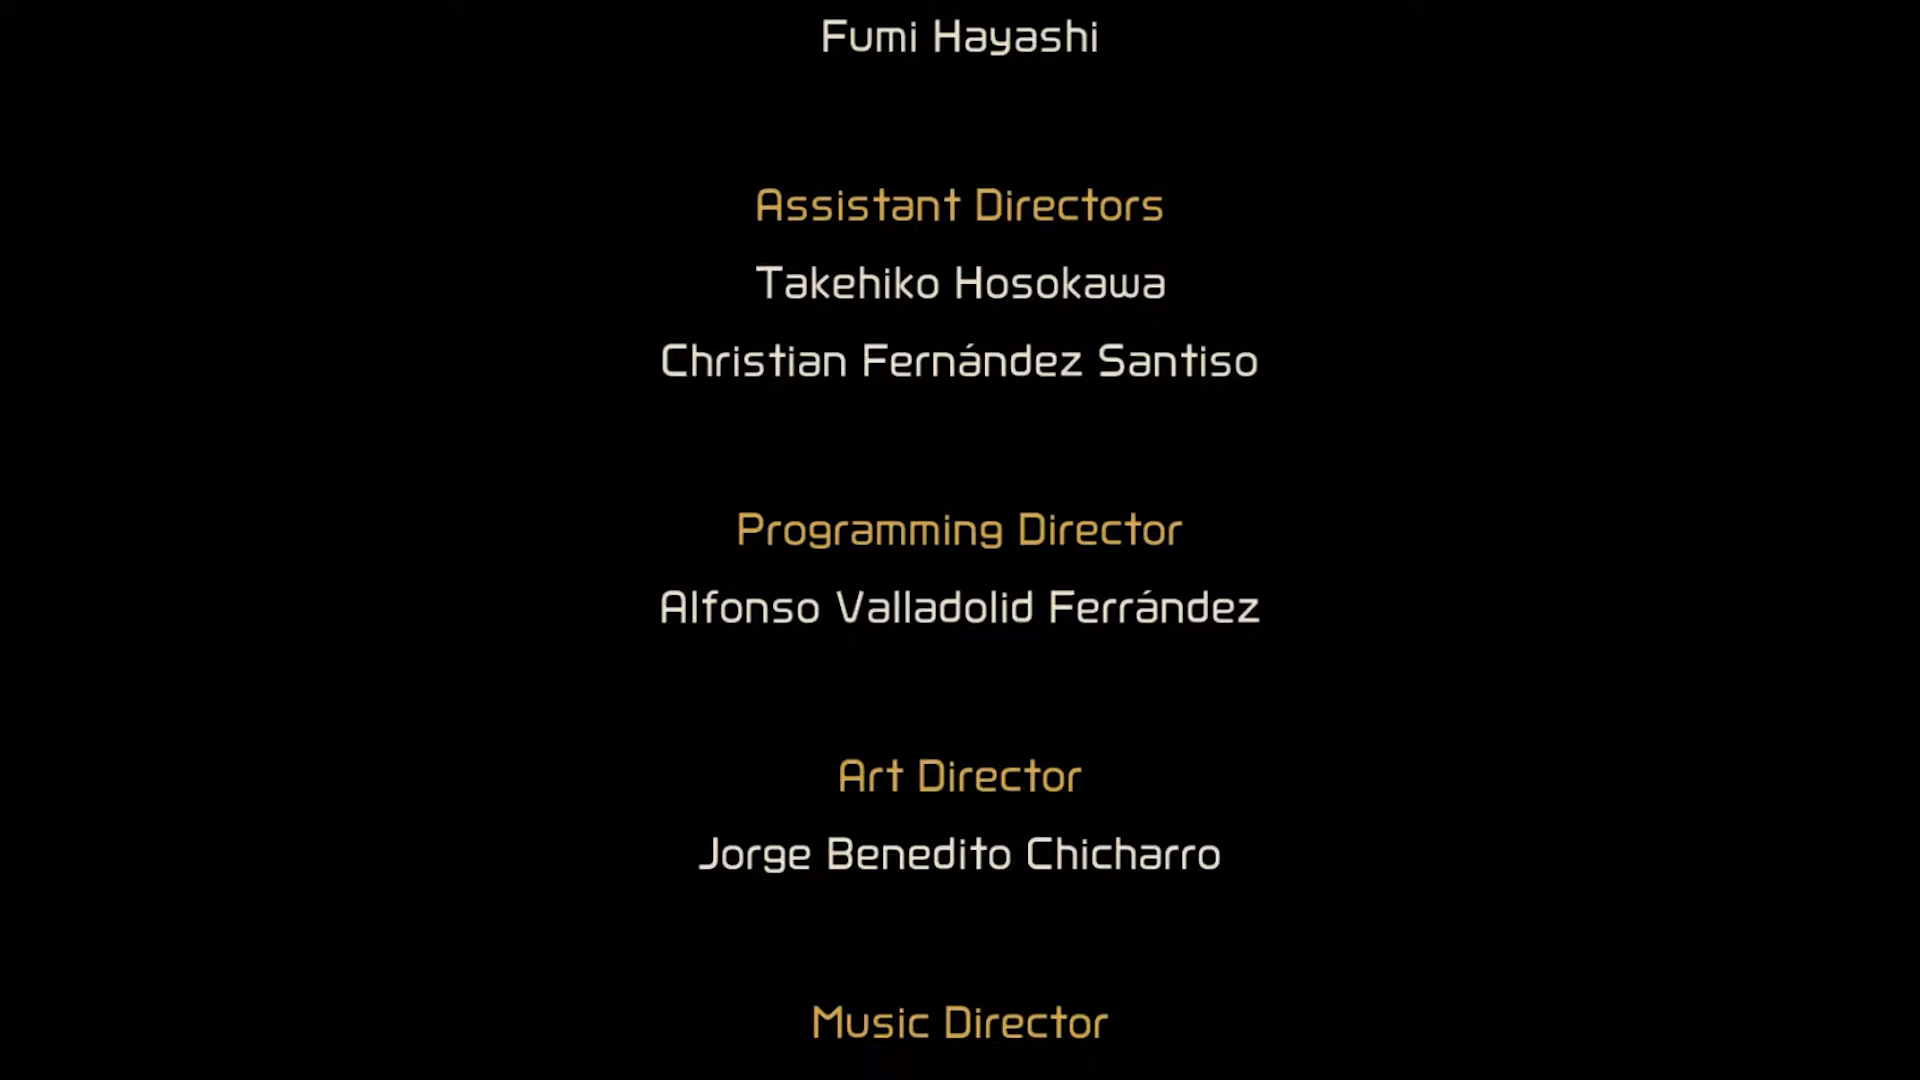 Fumi Hayashi
Assistant Directors
Takehiko Hosokawa
Christian Fernández Santiso
Programming Director
Alfonso Valladolid Ferrández
Art Director
Jorge Benedito Chicharro
Music Director